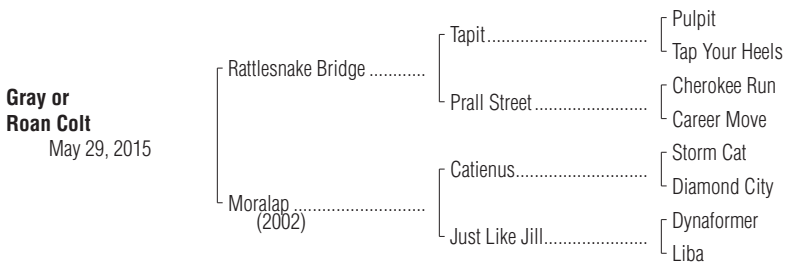 Gray or
Roan Colt
May 29, 2015
Rattlesnake Bridge ............
Moralap ...........................
(2002)
Tapit.................................
Prall Street.......................
Catienus...........................
Just Like Jill.....................
Pulpit
Tap Your Heels
Cherokee Run
Career Move
Storm Cat
Diamond City
Dynaformer
Liba